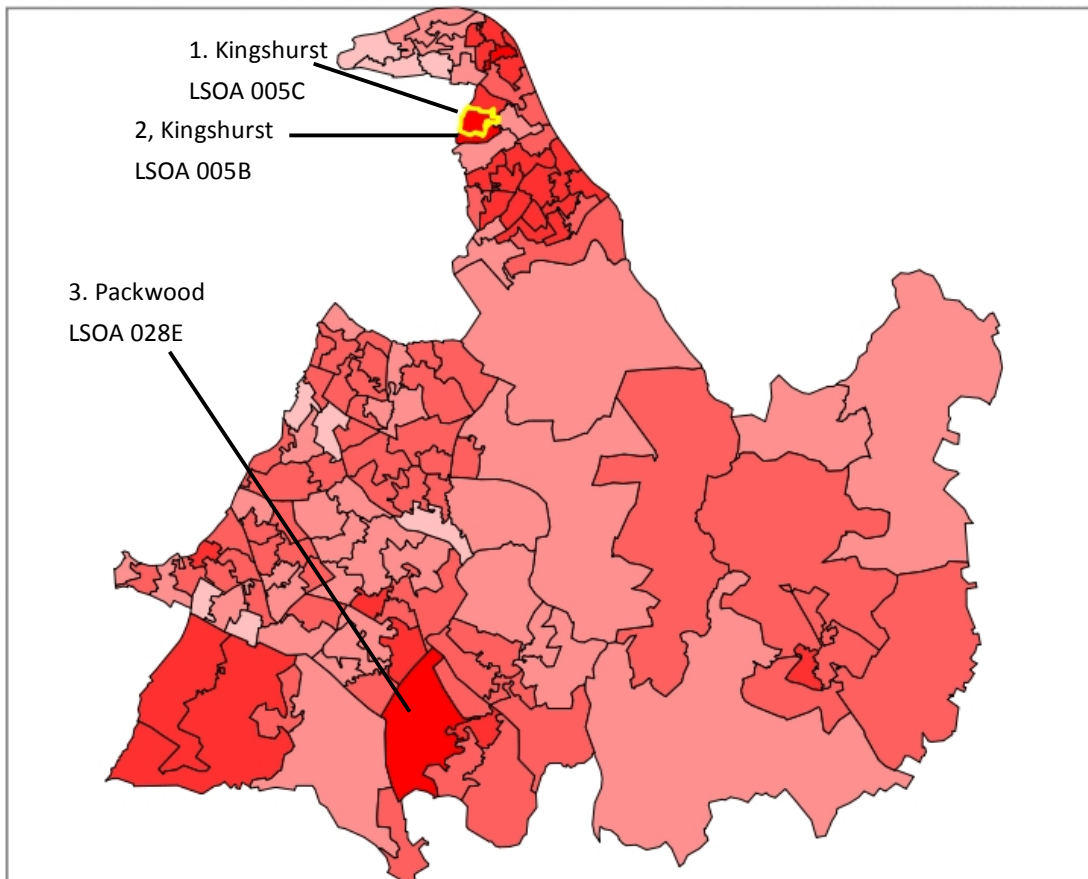 1. Kingshurst
LSOA 005C
2, Kingshurst
LSOA 005B
3. Packwood
LSOA 028E